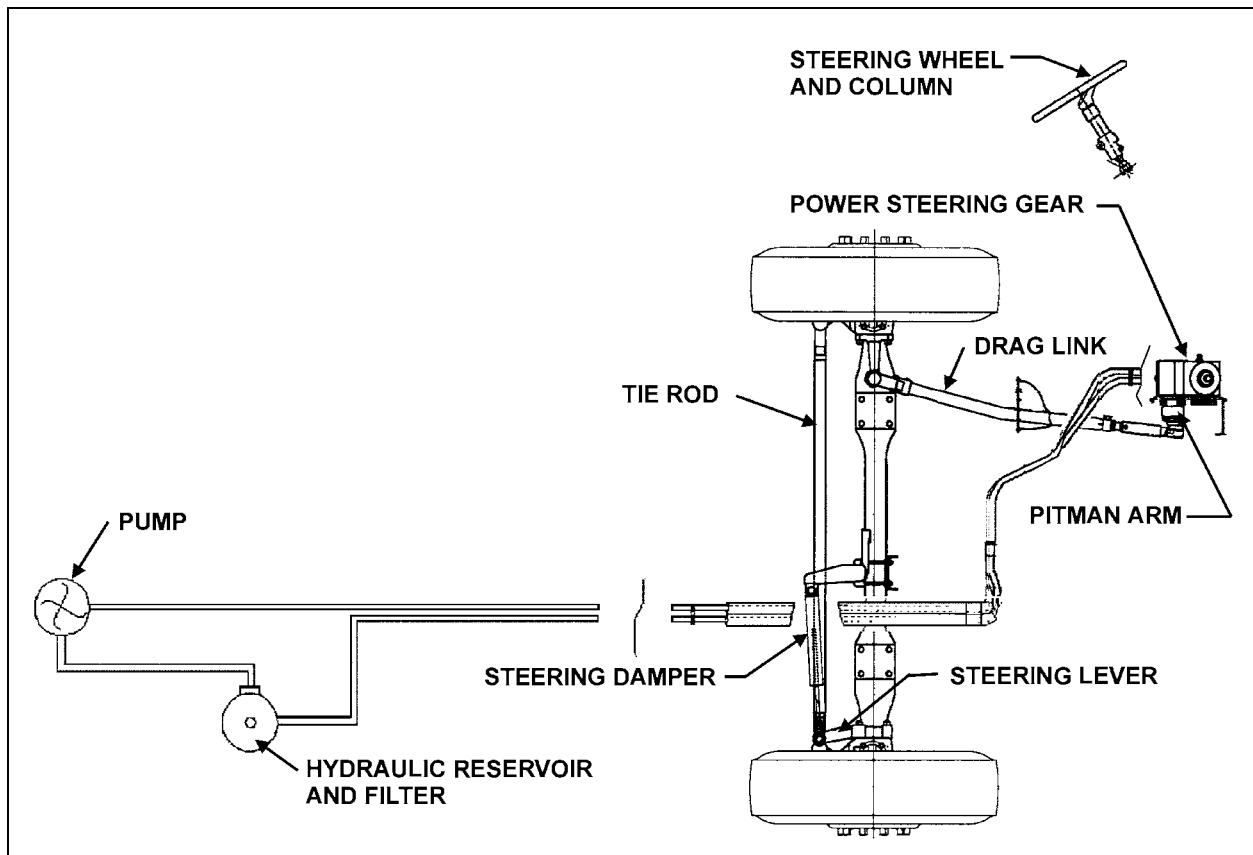 STEERING WHEEL
AND COLUMN
POWER STEERING GEAR
DRAG LINK
TIE ROD
PITMAN ARM
PUMP
STEERING DAMPER
STEERING LEVER
HYDRAULIC RESERVOIR
AND FILTER